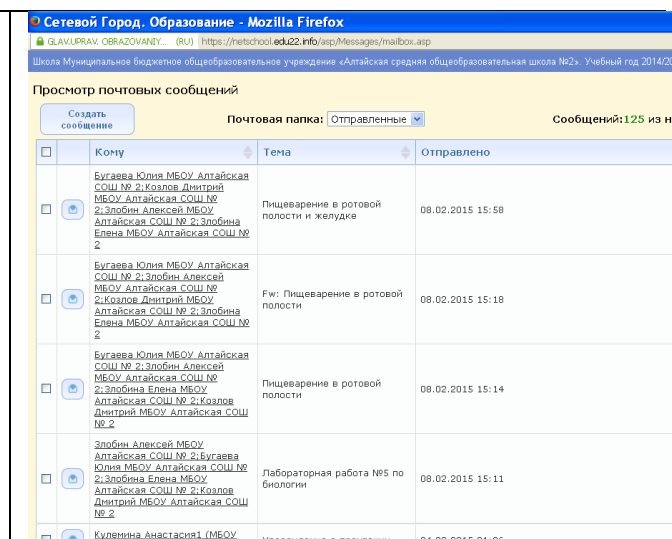 Сетевой Город. Образование - Mozilla Firefox
GLAV.UPRAV. OBRAZOVANIY... (RU) https://netschool.edu22.info/asp/Messages/mailbox.asp
Школа Муниципальное бюджетное общеобразовательное учреждение «Алтайская средняя общеобразовательная школа №2». Учебный год 2014/20
Просмотр почтовых сообщений
Создать
сообщение
Почтовая папка: Отправленные
Сообщений:125 из н
Кому Тема Отправлено
Бугаева Юлия МБОУ Алтайская
СОШ № 2;Козлов Дмитрий
МБОУ Алтайская СОШ №
2;Злобин Алексей МБОУ
Алтайская СОШ № 2;Злобина
Елена МБОУ Алтайская СОШ №
2
Пищеварение в ротовой
полости и желудке
08.02.2015 15:58
Бугаева Юлия МБОУ Алтайская
СОШ № 2;Злобин Алексей
МБОУ Алтайская СОШ №
2;Козлов Дмитрий МБОУ
Алтайская СОШ № 2;Злобина
Елена МБОУ Алтайская СОШ №
2
Fw: Пищеварение в ротовой
полости
08.02.2015 15:18
Бугаева Юлия МБОУ Алтайская
СОШ № 2;Злобин Алексей
МБОУ Алтайская СОШ №
2;Злобина Елена МБОУ
Алтайская СОШ № 2;Козлов
Дмитрий МБОУ Алтайская СОШ
№ 2
Пищеварение в ротовой
полости
08.02.2015 15:14
Злобин Алексей МБОУ
Алтайская СОШ № 2;Бугаева
Юлия МБОУ Алтайская СОШ №
2;Злобина Елена МБОУ
Алтайская СОШ № 2;Козлов
Дмитрий МБОУ Алтайская СОШ
№ 2
Лабораторная работа №5 по
биологии
08.02.2015 15:11
Кулемина Анастасия1 (МБОУ